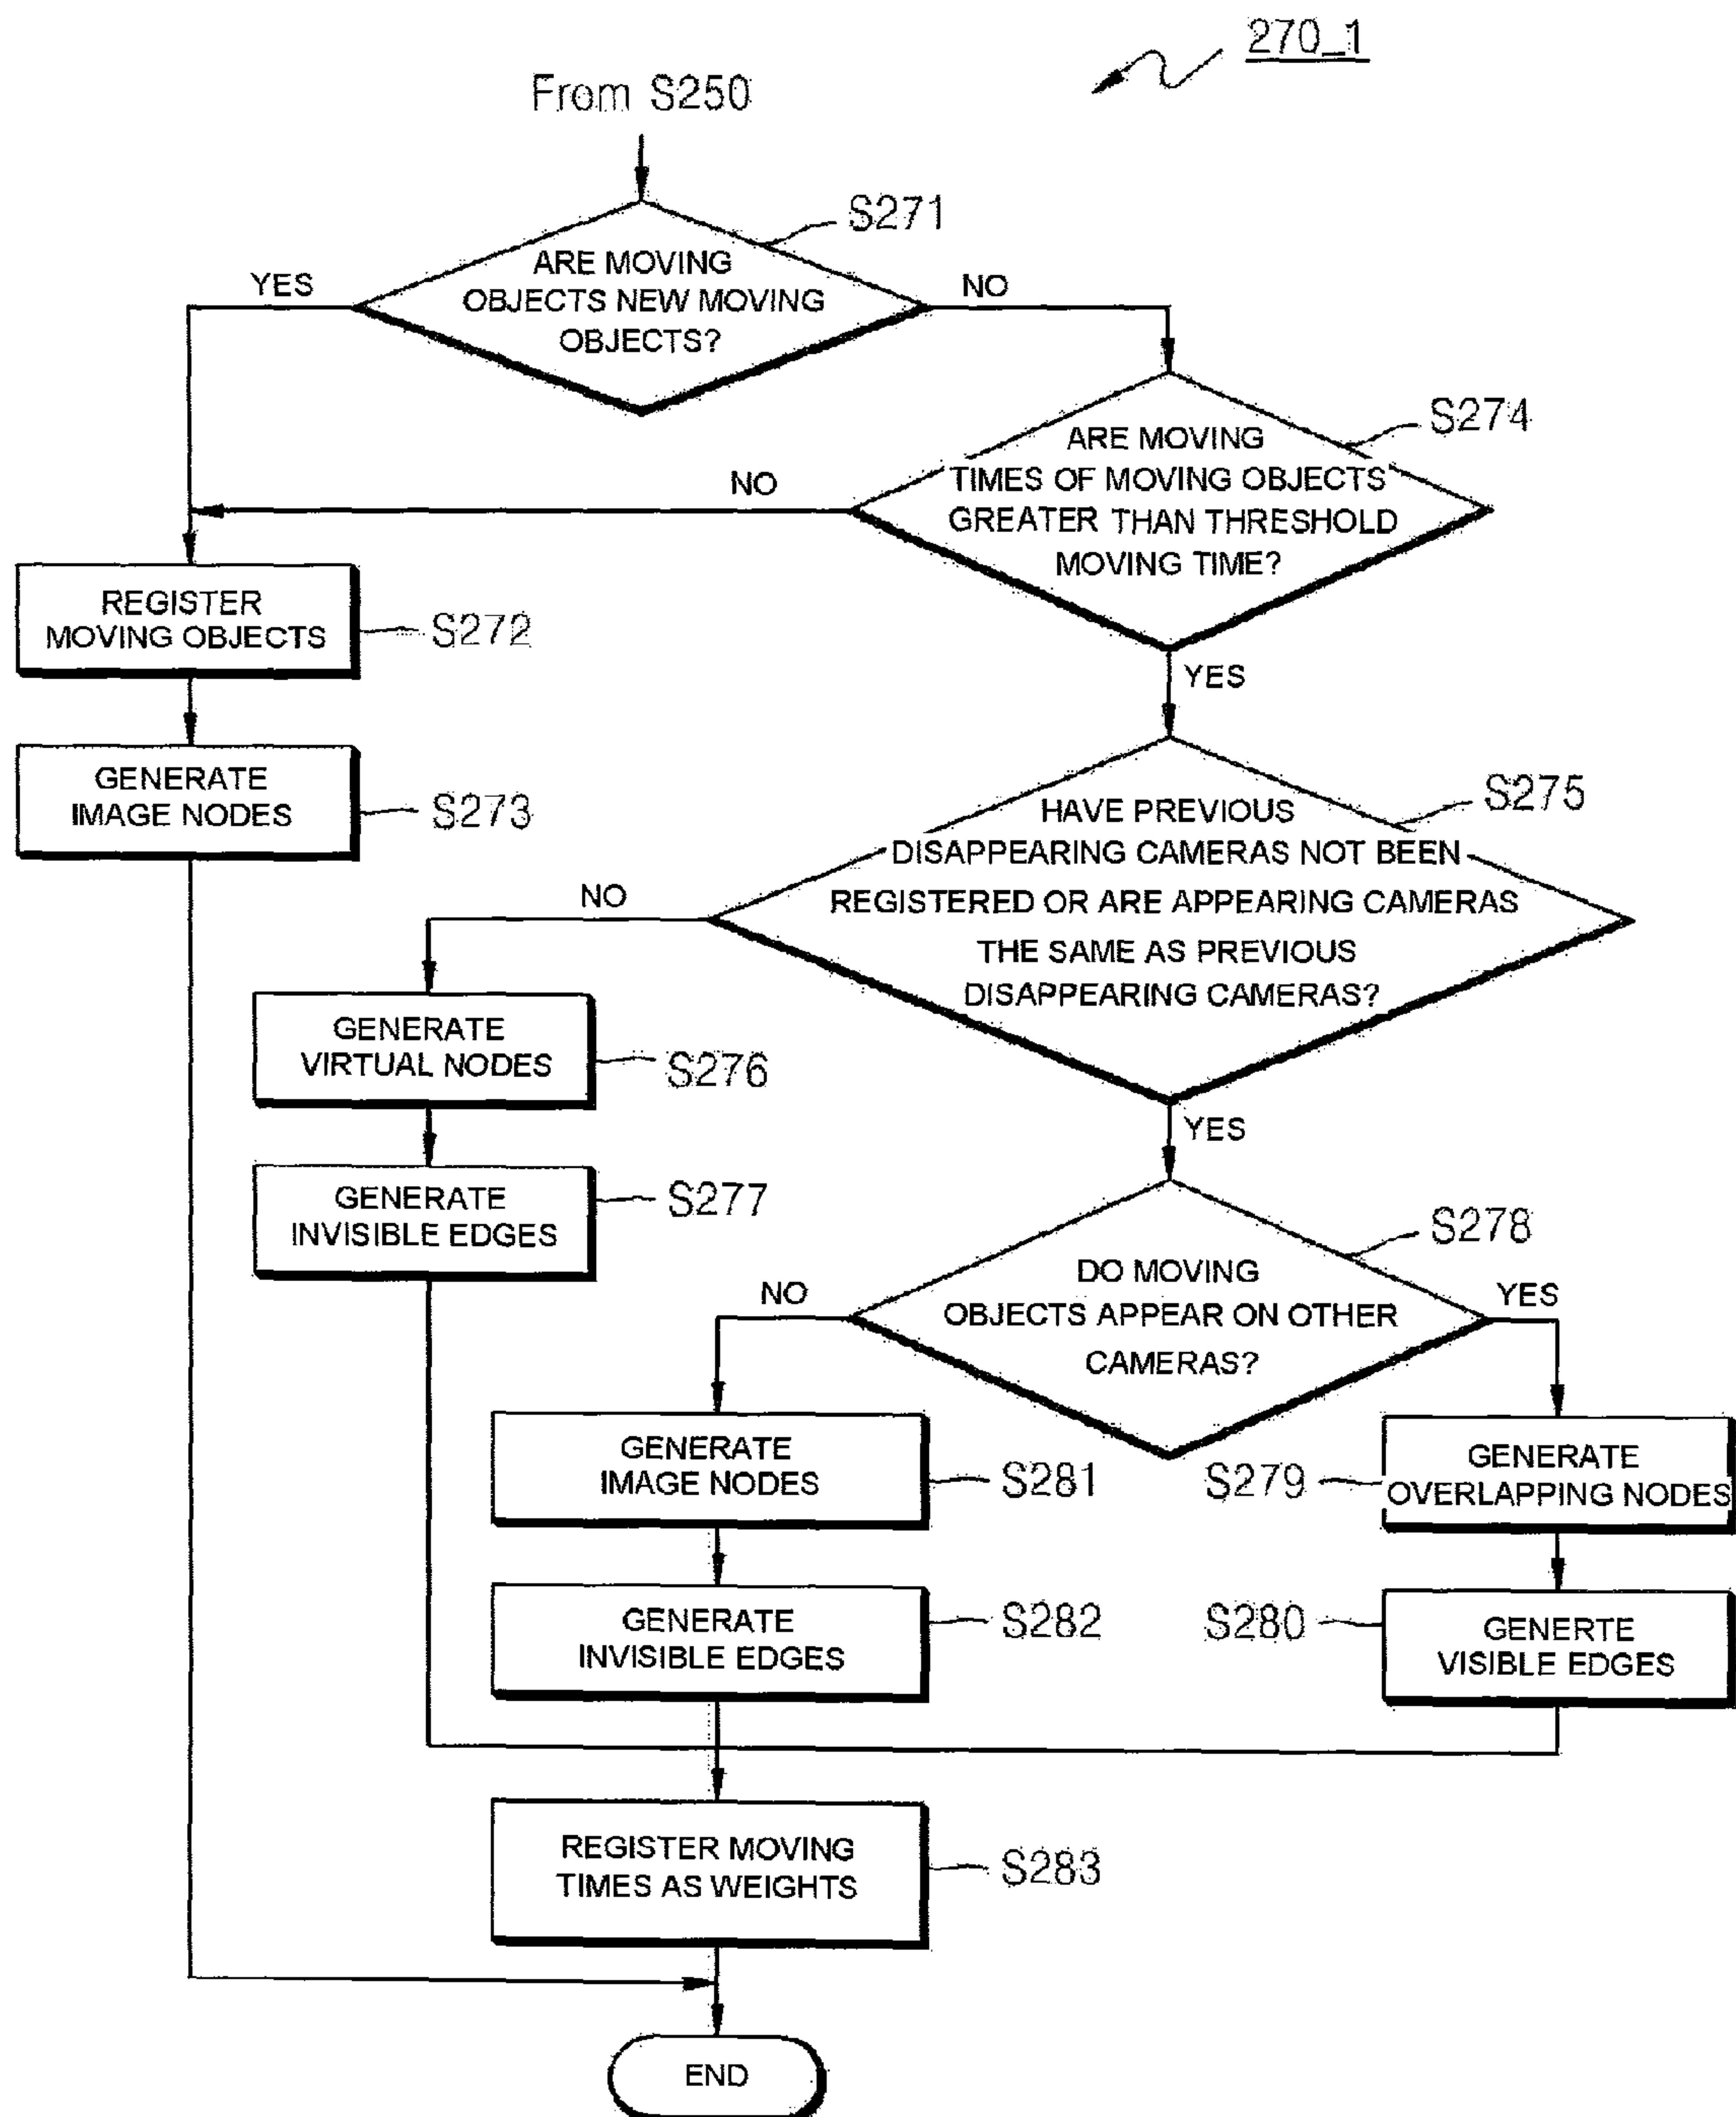 270_1
From S250
S271
ARE MOVING
OBJECTS NEW MOVING
OBJECTS?
YES
NO
S274
ARE MOVING
TIMES OF MOVING OBJECTS
GREATER THAN THRESHOLD
MOVING TIME?
NO
YES
REGISTER
MOVING OBJECTS
S272
GENERATE
IMAGE NODES
S273
S275
HAVE PREVIOUS
DISAPPEARING CAMERAS NOT BEEN
REGISTERED OR ARE APPEARING CAMERAS
THE SAME AS PREVIOUS
DISAPPEARING CAMERAS?
NO
YES
GENERATE
VIRTUAL NODES
S276
GENERATE
INVISIBLE EDGES
S277
S278
DO MOVING
OBJECTS APPEAR ON OTHER
CAMERAS?
NO
YES
GENERATE
IMAGE NODES
S281
S279
GENERATE
OVERLAPPING NODES
GENERATE
INVISIBLE EDGES
S282
S280
GENERTE
VISIBLE EDGES
REGISTER MOVING
TIMES AS WEIGHTS
S283
END